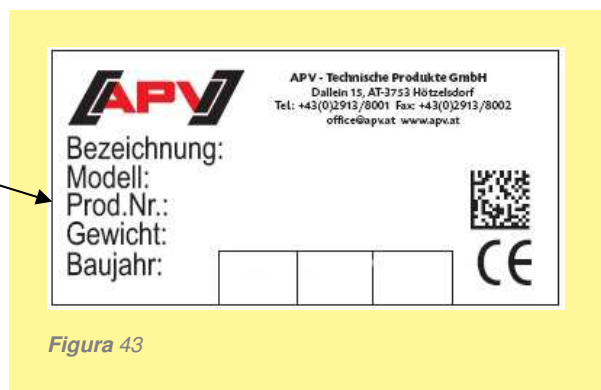 APV
APV - Technische Produkte GmbH
Dallein 15, AT-3753 Hötzelsdorf
Tel.: +43(0)2913/8001 Fax: +43(0)2913/8002
office@apv.at www.apv.at
Bezeichnung:
Modell:
Prod.Nr.:
Gewicht:
Baujahr:
CE
Figura 43